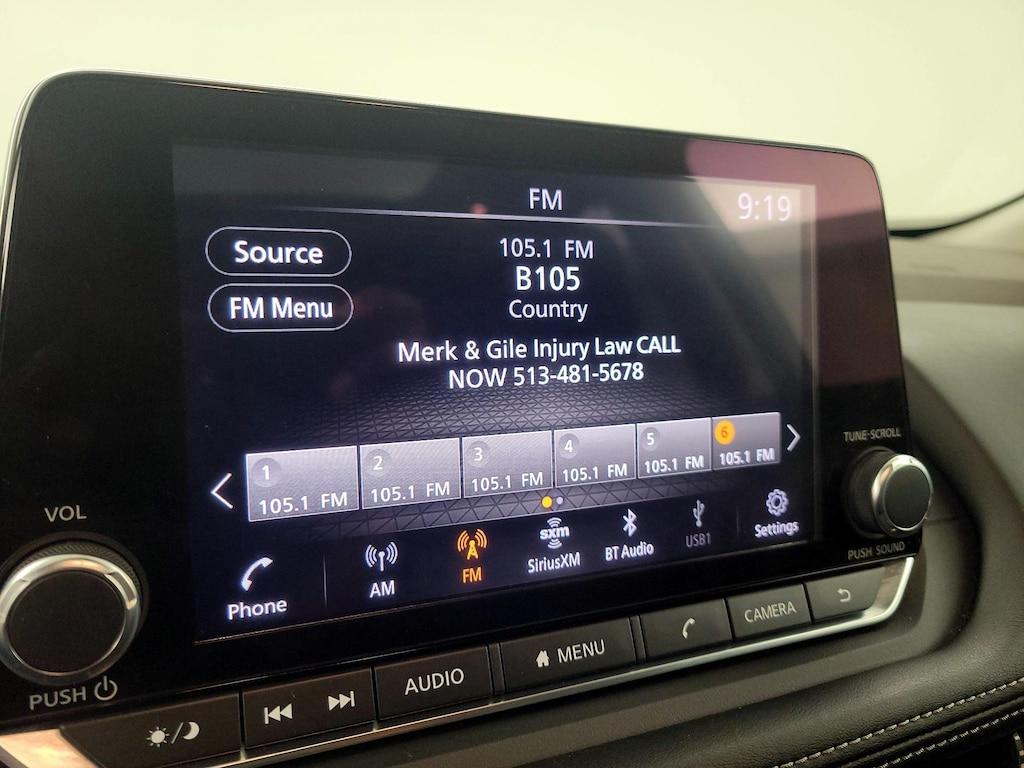 FM
9:19
Source
FM Menu
105.1 FM
B105
Country
Merk & Gile Injury Law CALL
NOW 513-481-5678
1
105.1 FM
2
105.1 FM
3
105.1 FM
4
105.1 FM
5
105.1 FM
6
105.1 FM
Phone
AM
FM
sxm
SiriusXM
BT Audio
USB1
Settings
VOL
PUSH
TUNE·SCROLL
PUSH SOUND
AUDIO
MENU
CAMERA